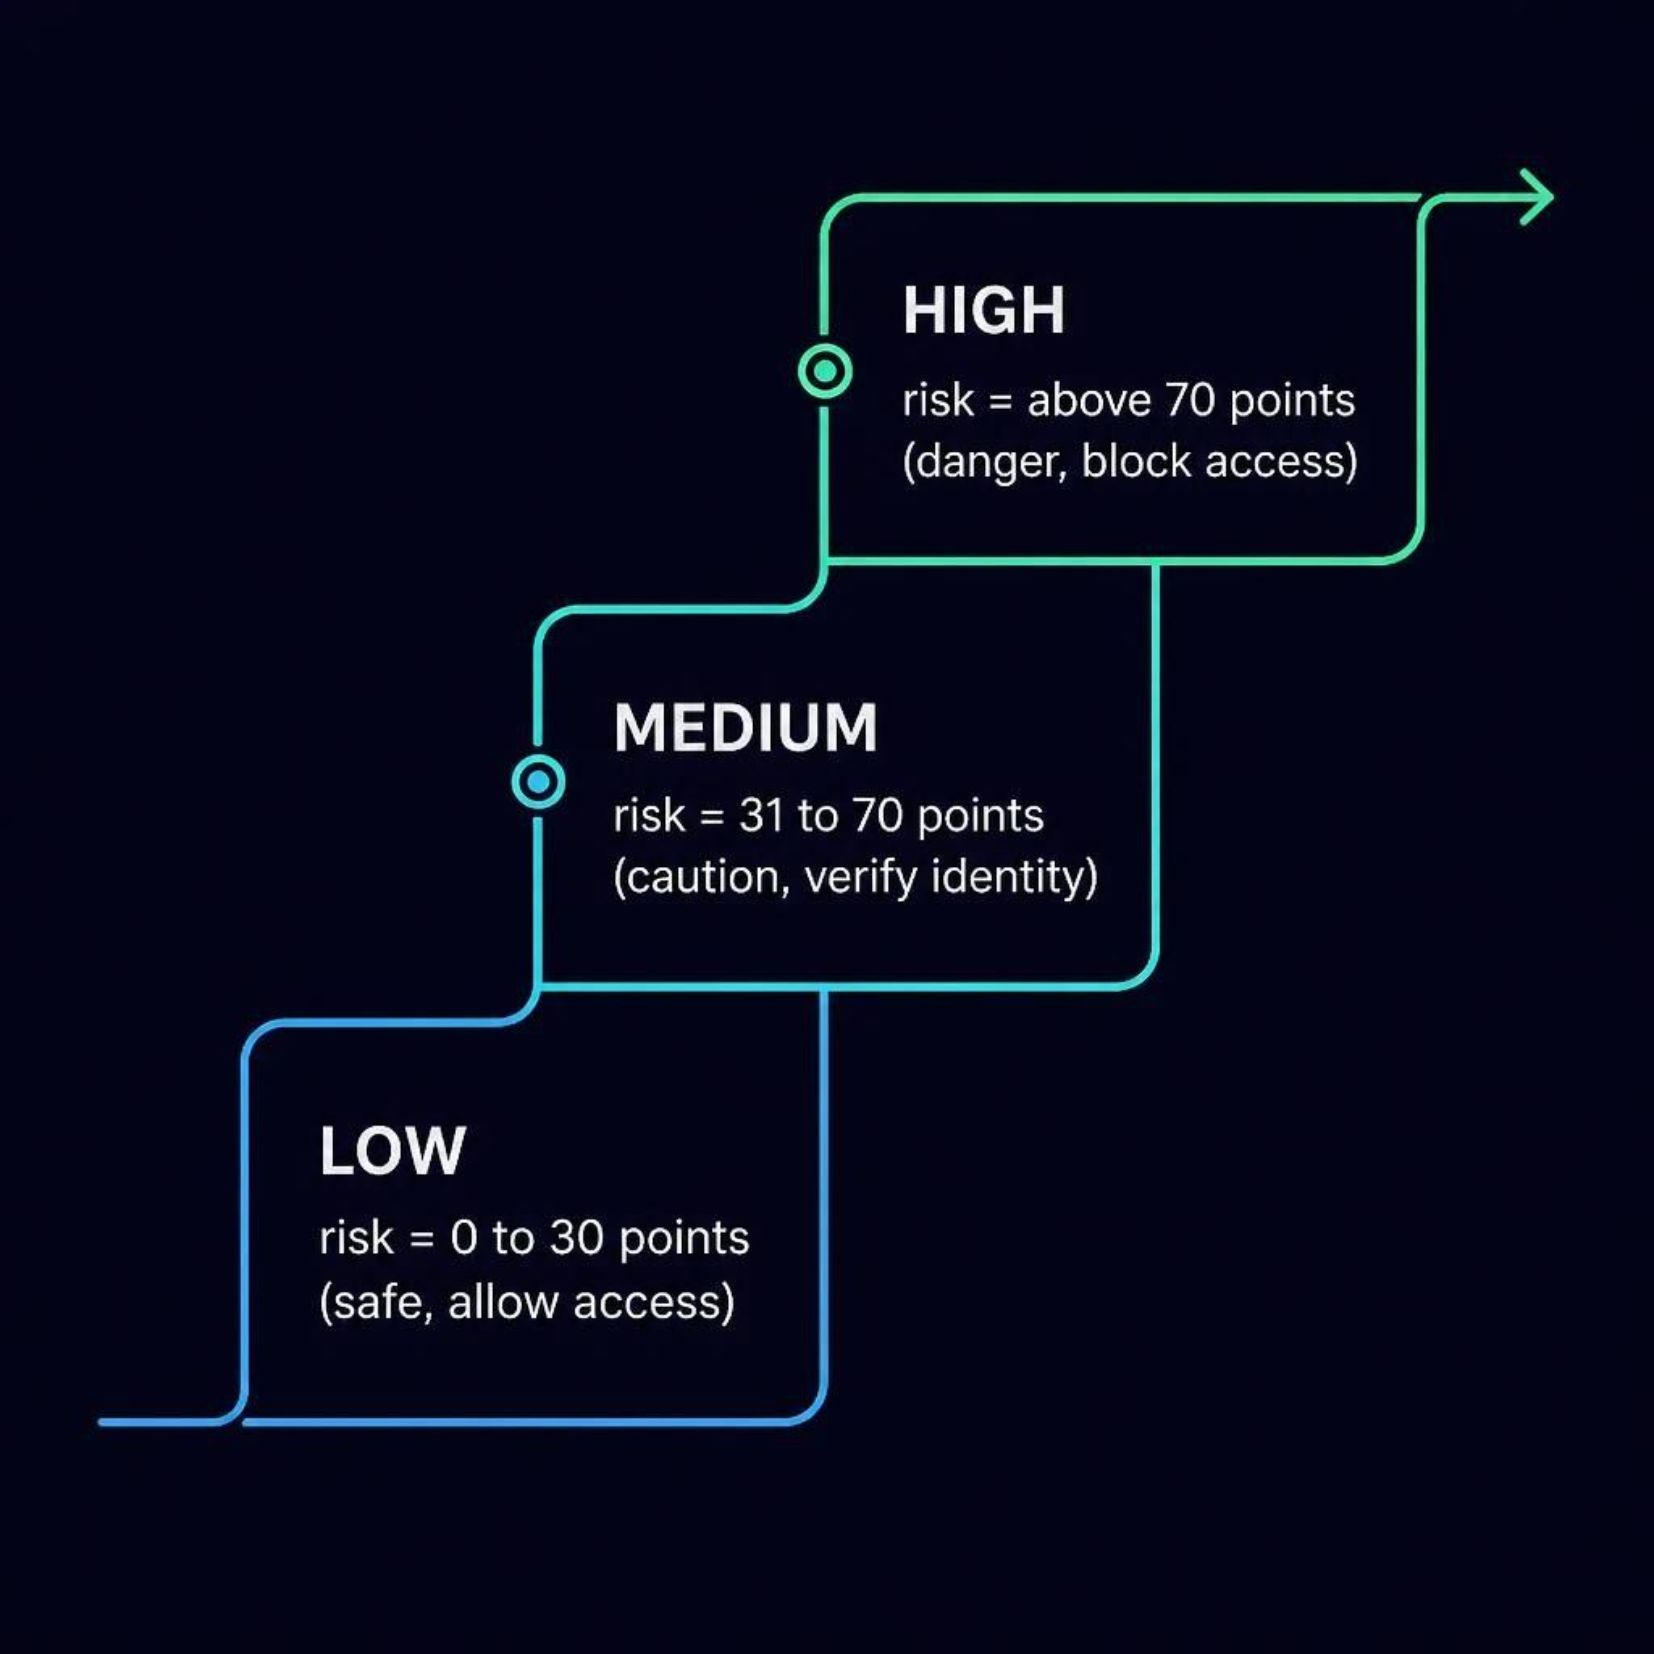 HIGH
risk = above 70 points
(danger, block access)
MEDIUM
risk = 31 to 70 points
(caution, verify identity)
LOW
risk = 0 to 30 points
(safe, allow access)